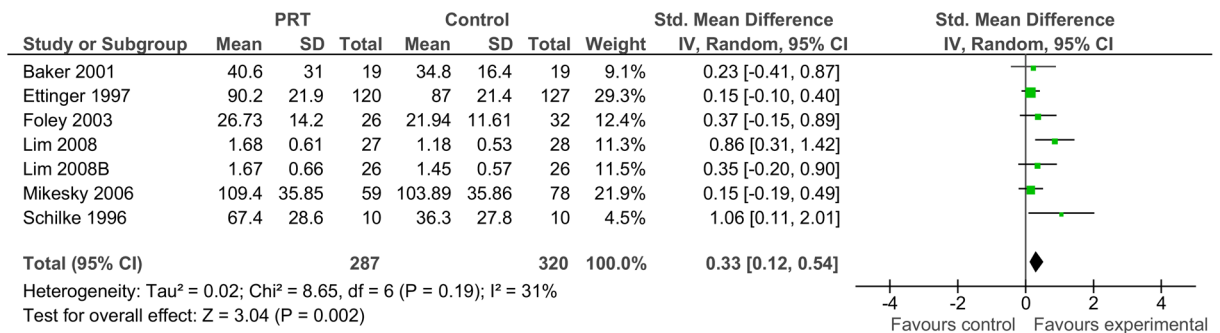 PRT Control Std. Mean Difference Std. Mean Difference
Study or Subgroup Mean SD Total Mean SD Total Weight IV, Random, 95% CI IV, Random, 95% CI
Baker 2001 40.6 31 19 34.8 16.4 19 9.1% 0.23 [-0.41, 0.87]
Ettinger 1997 90.2 21.9 120 87 21.4 127 29.3% 0.15 [-0.10, 0.40]
Foley 2003 26.73 14.2 26 21.94 11.61 32 12.4% 0.37 [-0.15, 0.89]
Lim 2008 1.68 0.61 27 1.18 0.53 28 11.3% 0.86 [0.31, 1.42]
Lim 2008B 1.67 0.66 26 1.45 0.57 26 11.5% 0.35 [-0.20, 0.90]
Mikesky 2006 109.4 35.85 59 103.89 35.86 78 21.9% 0.15 [-0.19, 0.49]
Schilke 1996 67.4 28.6 10 36.3 27.8 10 4.5% 1.06 [0.11, 2.01]
Total (95% CI) 287 320 100.0% 0.33 [0.12, 0.54]
Heterogeneity: Tau² = 0.02; Chi² = 8.65, df = 6 (P = 0.19); I² = 31%
Test for overall effect: Z = 3.04 (P = 0.002)
-4 -2 0 2 4
Favours control Favours experimental